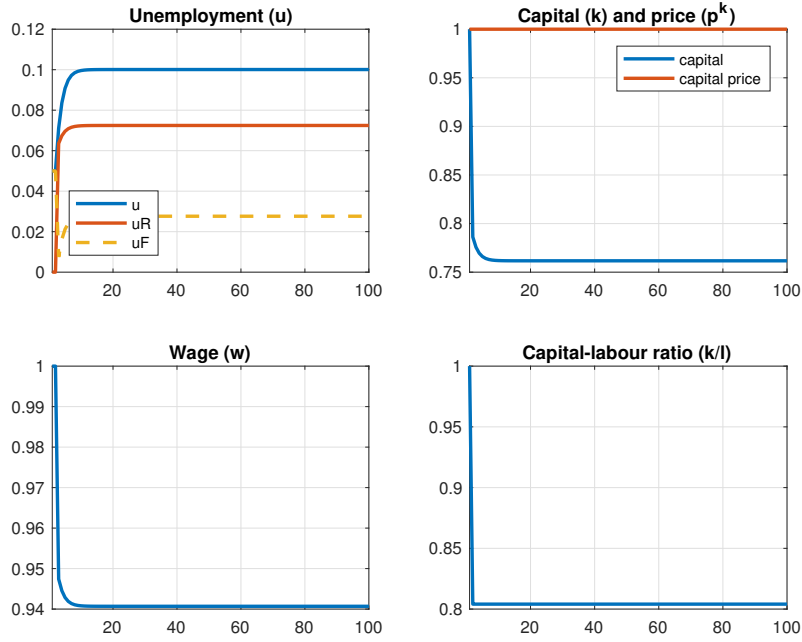 Unemployment (u)
0.12
0.1
0.08
0.06
0.04
0.02
0
u
uR
uF
20 40 60 80 100
Capital (k) and price (p^k)
1
0.95
0.9
0.85
0.8
0.75
capital
capital price
20 40 60 80 100
Wage (w)
1
0.99
0.98
0.97
0.96
0.95
0.94
20 40 60 80 100
Capital-labour ratio (k/l)
1
0.95
0.9
0.85
0.8
20 40 60 80 100